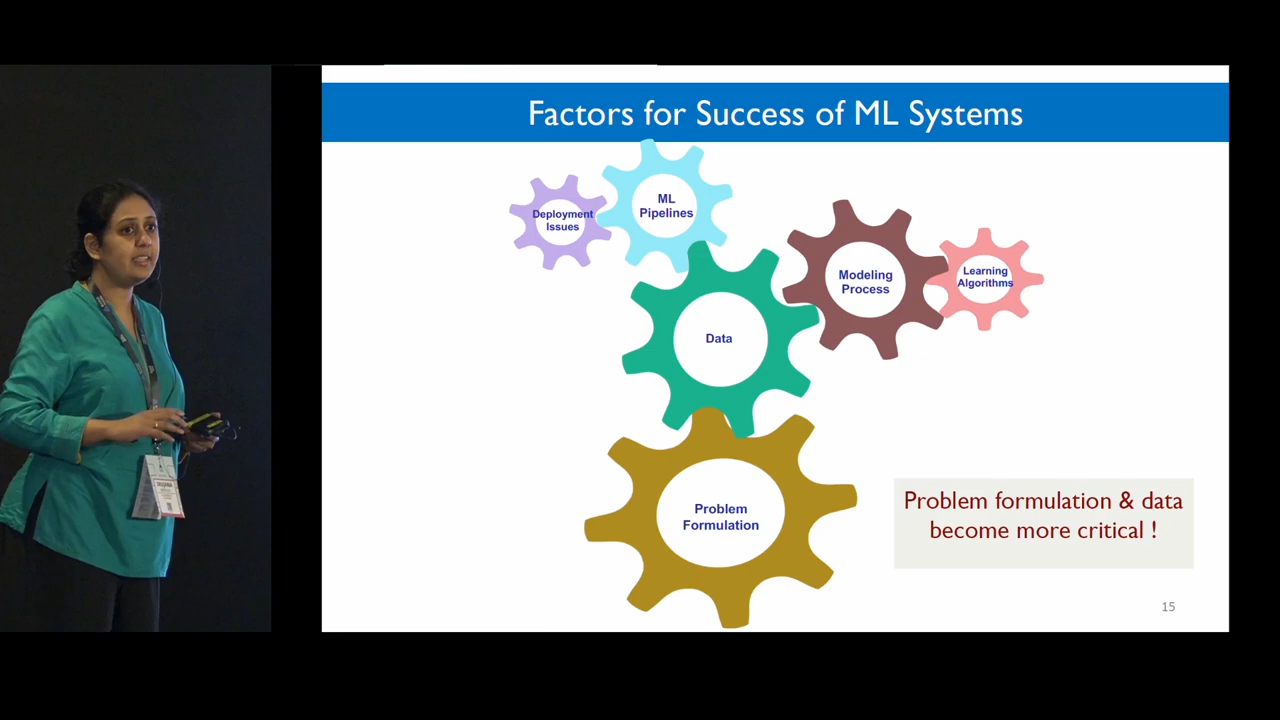 Factors for Success of ML Systems
Deployment
Issues
ML
Pipelines
Modeling
Process
Learning
Algorithms
Data
Problem
Formulation
Problem formulation & data
become more critical !
15